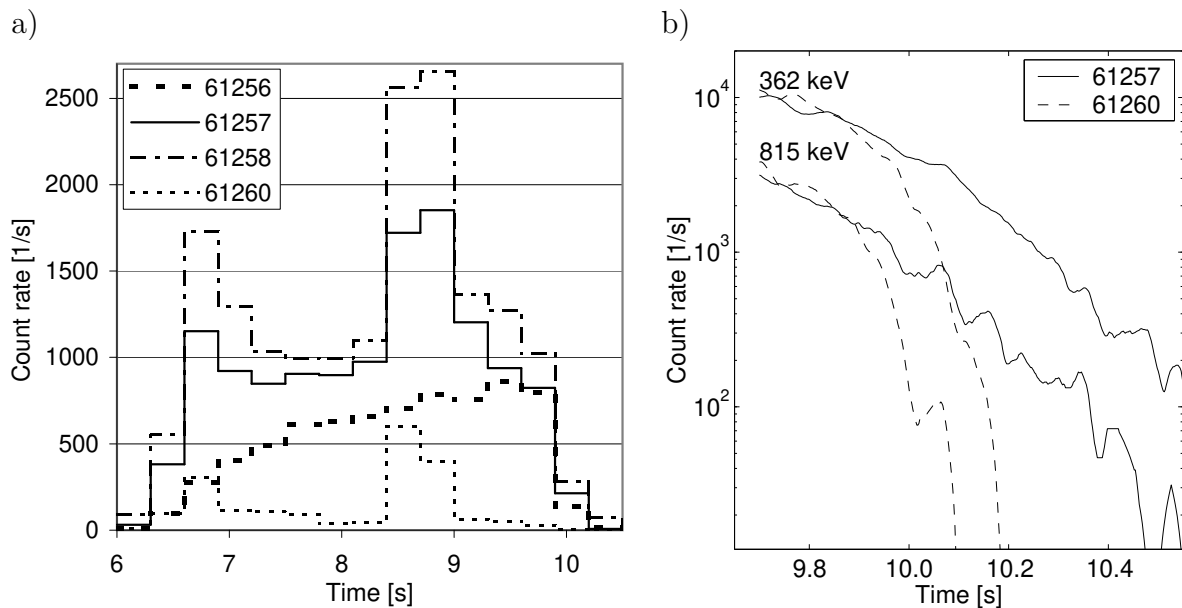 a)
61256
61257
61258
61260
2500
2000
1500
1000
500
0
Count rate [1/s]
6 7 8 9 10
Time [s]
b)
362 keV
815 keV
61257
61260
10^4
10^3
10^2
Count rate [1/s]
9.8 10.0 10.2 10.4
Time [s]